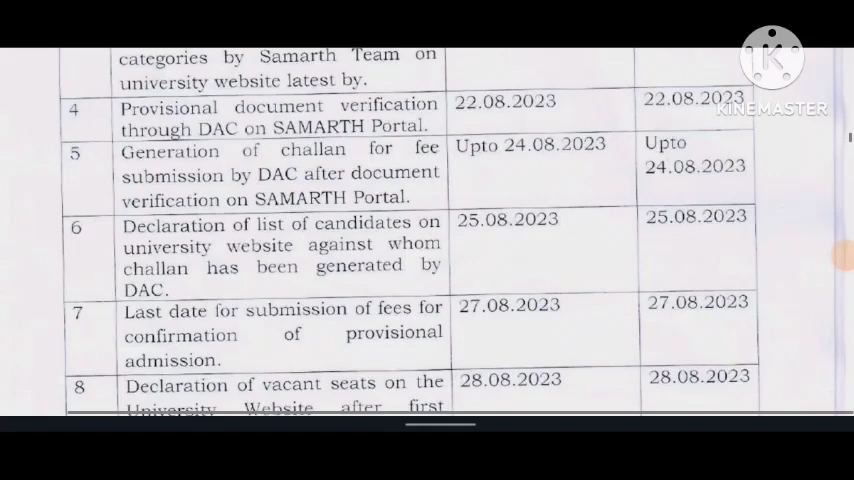 categories by Samarth Team on
university website latest by.
4 Provisional document verification 22.08.2023 22.08.2023
through DAC on SAMARTH Portal.
5 Generation of challan for fee Upto 24.08.2023 Upto
submission by DAC after document 24.08.2023
verification on SAMARTH Portal.
6 Declaration of list of candidates on 25.08.2023 25.08.2023
university website against whom
challan has been generated by
DAC.
7 Last date for submission of fees for 27.08.2023 27.08.2023
confirmation of provisional
admission.
8 Declaration of vacant seats on the 28.08.2023 28.08.2023
University Website after first
K
KINEMASTER